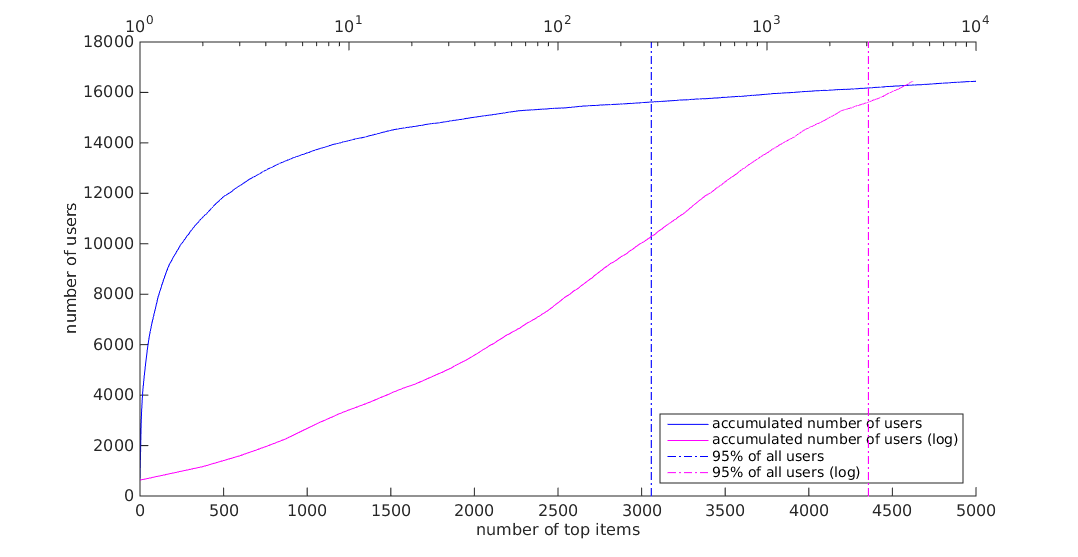 10^0 10^1 10^2 10^3 10^4
18000
16000
14000
12000
10000
8000
6000
4000
2000
0
number of users
accumulated number of users
accumulated number of users (log)
95% of all users
95% of all users (log)
0 500 1000 1500 2000 2500 3000 3500 4000 4500 5000
number of top items